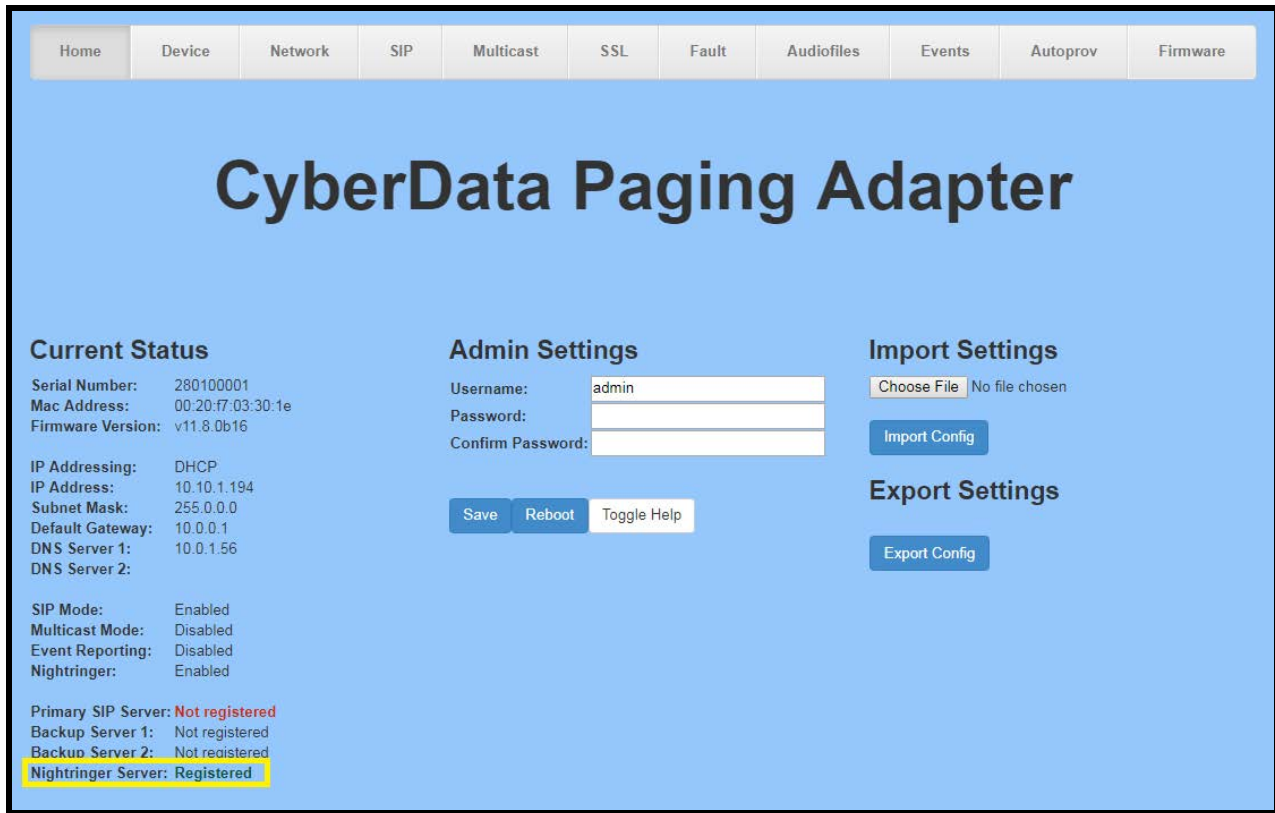 Home Device Network SIP Multicast SSL Fault Audiofiles Events Autoprov Firmware
CyberData Paging Adapter
Current Status
Serial Number: 280100001
Mac Address: 00:20:f7:03:30:1e
Firmware Version: v11.8.0b16
IP Addressing: DHCP
IP Address: 10.10.1.194
Subnet Mask: 255.0.0.0
Default Gateway: 10.0.0.1
DNS Server 1: 10.0.1.56
DNS Server 2:
SIP Mode: Enabled
Multicast Mode: Disabled
Event Reporting: Disabled
Nightringer: Enabled
Primary SIP Server: Not registered
Backup Server 1: Not registered
Backup Server 2: Not registered
Nightringer Server: Registered
Admin Settings
Username: admin
Password:
Confirm Password:
Save Reboot Toggle Help
Import Settings
Choose File No file chosen
Import Config
Export Settings
Export Config